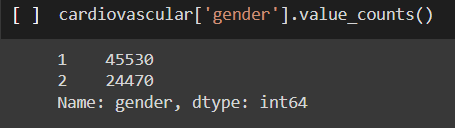 [ ] cardiovascular['gender'].value_counts()
1    45530
2    24470
Name: gender, dtype: int64